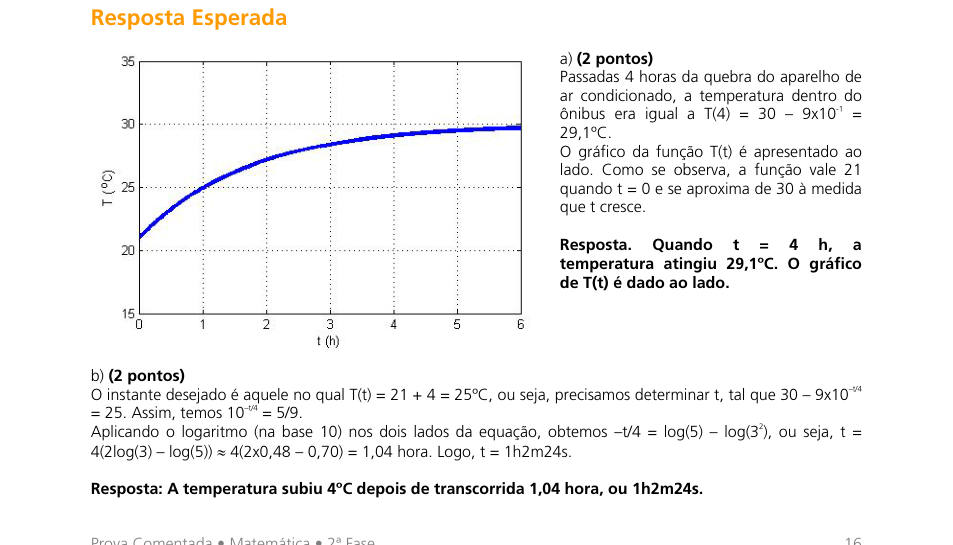 Resposta Esperada
35
30
25
20
15
T (ºC)
0 1 2 3 4 5 6
t (h)
a) (2 pontos)
Passadas 4 horas da quebra do aparelho de
ar condicionado, a temperatura dentro do
ônibus era igual a T(4) = 30 – 9x10⁻¹ =
29,1ºC.
O gráfico da função T(t) é apresentado ao
lado. Como se observa, a função vale 21
quando t = 0 e se aproxima de 30 à medida
que t cresce.
Resposta. Quando t = 4 h, a
temperatura atingiu 29,1ºC. O gráfico
de T(t) é dado ao lado.
b) (2 pontos)
O instante desejado é aquele no qual T(t) = 21 + 4 = 25ºC, ou seja, precisamos determinar t, tal que 30 – 9x10^–t/4
= 25. Assim, temos 10^–t/4 = 5/9.
Aplicando o logaritmo (na base 10) nos dois lados da equação, obtemos –t/4 = log(5) – log(3²), ou seja, t =
4(2log(3) – log(5)) ≈ 4(2x0,48 – 0,70) = 1,04 hora. Logo, t = 1h2m24s.
Resposta: A temperatura subiu 4ºC depois de transcorrida 1,04 hora, ou 1h2m24s.
Prova Comentada • Matemática • 2ª Fase 16